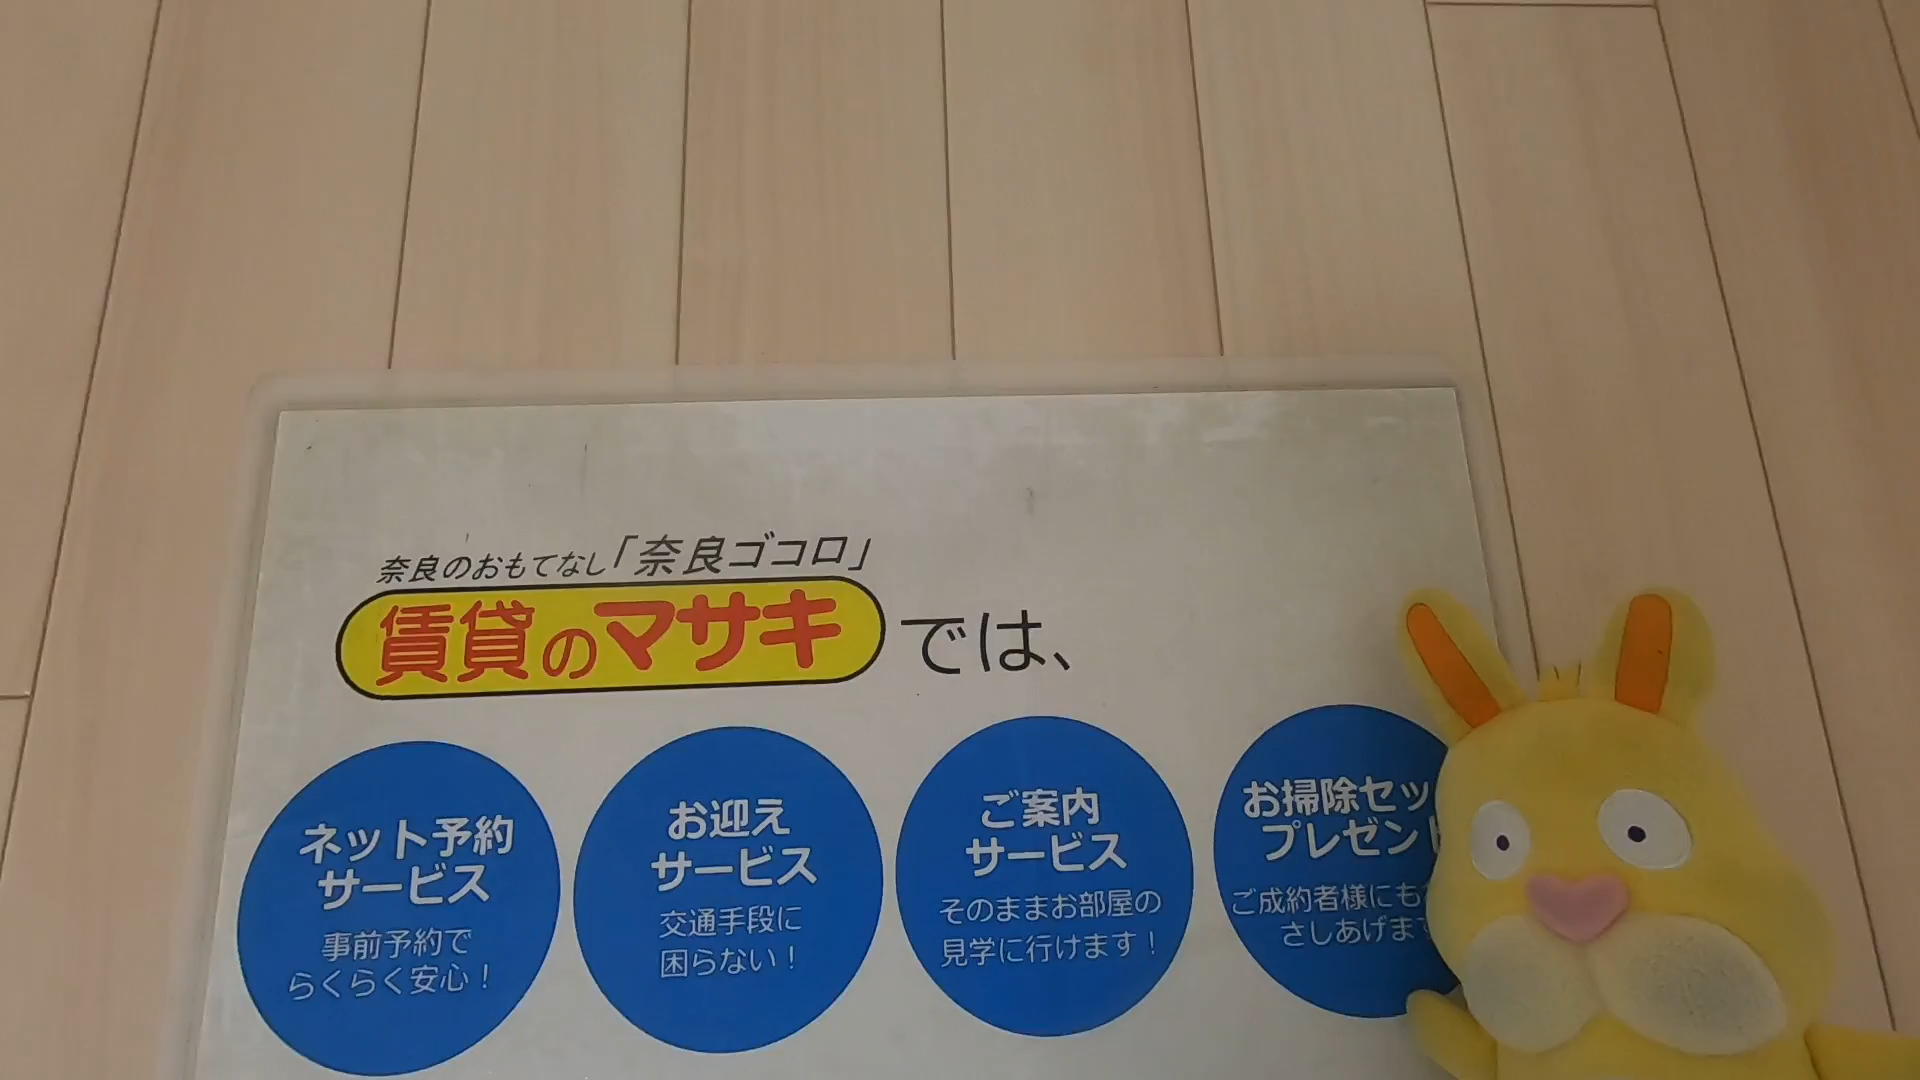 奈良のおもてなし「奈良ゴコロ」
賃貸のマサキでは、
ネット予約
サービス
事前予約で
らくらく安心！
お迎え
サービス
交通手段に
困らない！
ご案内
サービス
そのままお部屋の
見学に行けます！
お掃除セッ
プレゼント
ご成約者様にも
さしあげます